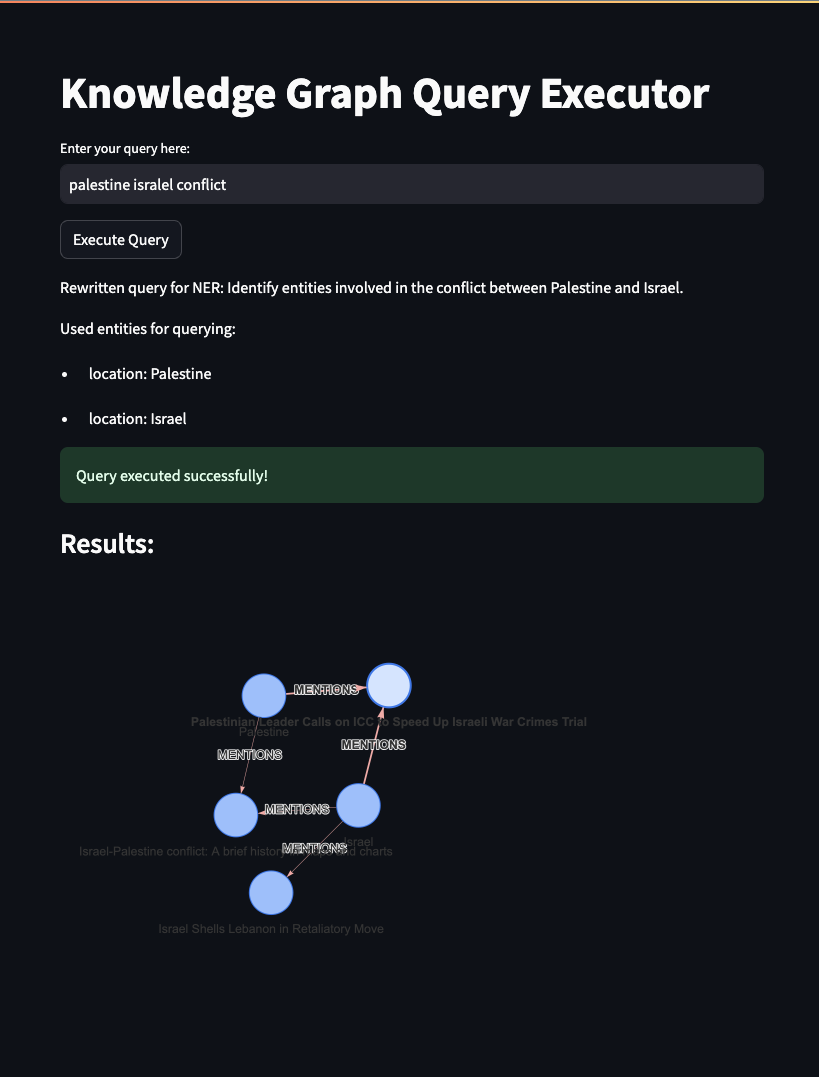 Knowledge Graph Query Executor
Enter your query here:
palestine isralel conflict
Execute Query
Rewritten query for NER: Identify entities involved in the conflict between Palestine and Israel.
Used entities for querying:
location: Palestine
location: Israel
Query executed successfully!
Results:
MENTIONS
Palestinian Leader Calls on ICC to Speed Up Israeli War Crimes Trial
Palestine
MENTIONS
MENTIONS
MENTIONS
Israel
MENTIONS
Israel-Palestine conflict: A brief history charts
Israel Shells Lebanon in Retaliatory Move